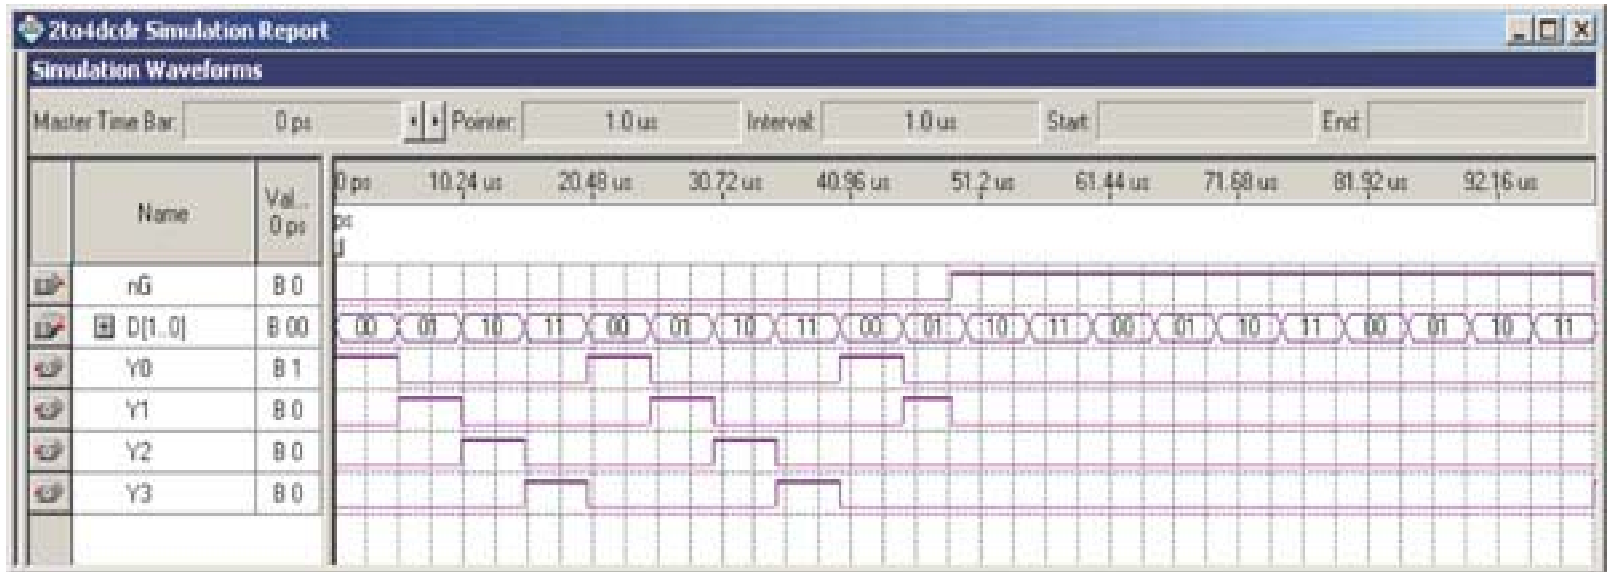 2to4dcdr Simulation Report
Simulation Waveforms
Master Time Bar: 0 ps Pointer: 1.0 us Interval: 1.0 us Start: End:
Name Val... 0 ps 0 ps 10.24 us 20.48 us 30.72 us 40.96 us 51.2 us 61.44 us 71.68 us 81.92 us 92.16 us
ps
nG B 0
D[1..0] B 00 00 01 10 11 00 01 10 11 00 01 10 11 00 01 10 11 00 01 10 11
Y0 B 1
Y1 B 0
Y2 B 0
Y3 B 0